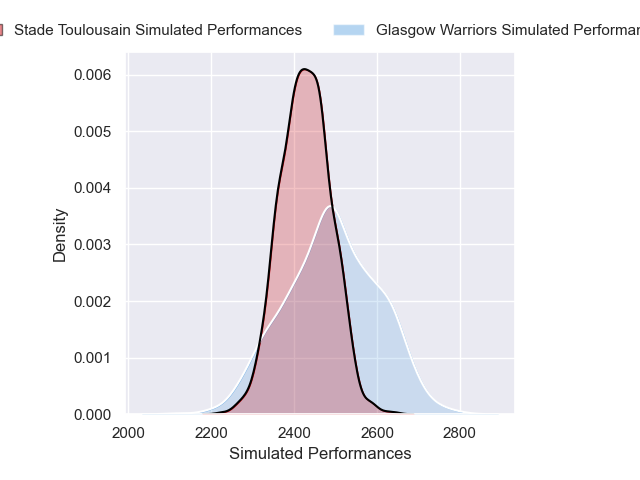 Stade Toulousain Simulated Performances
Glasgow Warriors Simulated
0.006
0.005
0.004
0.003
0.002
0.001
0.000
Density
2000 2200 2400 2600 2800
Simulated Performances